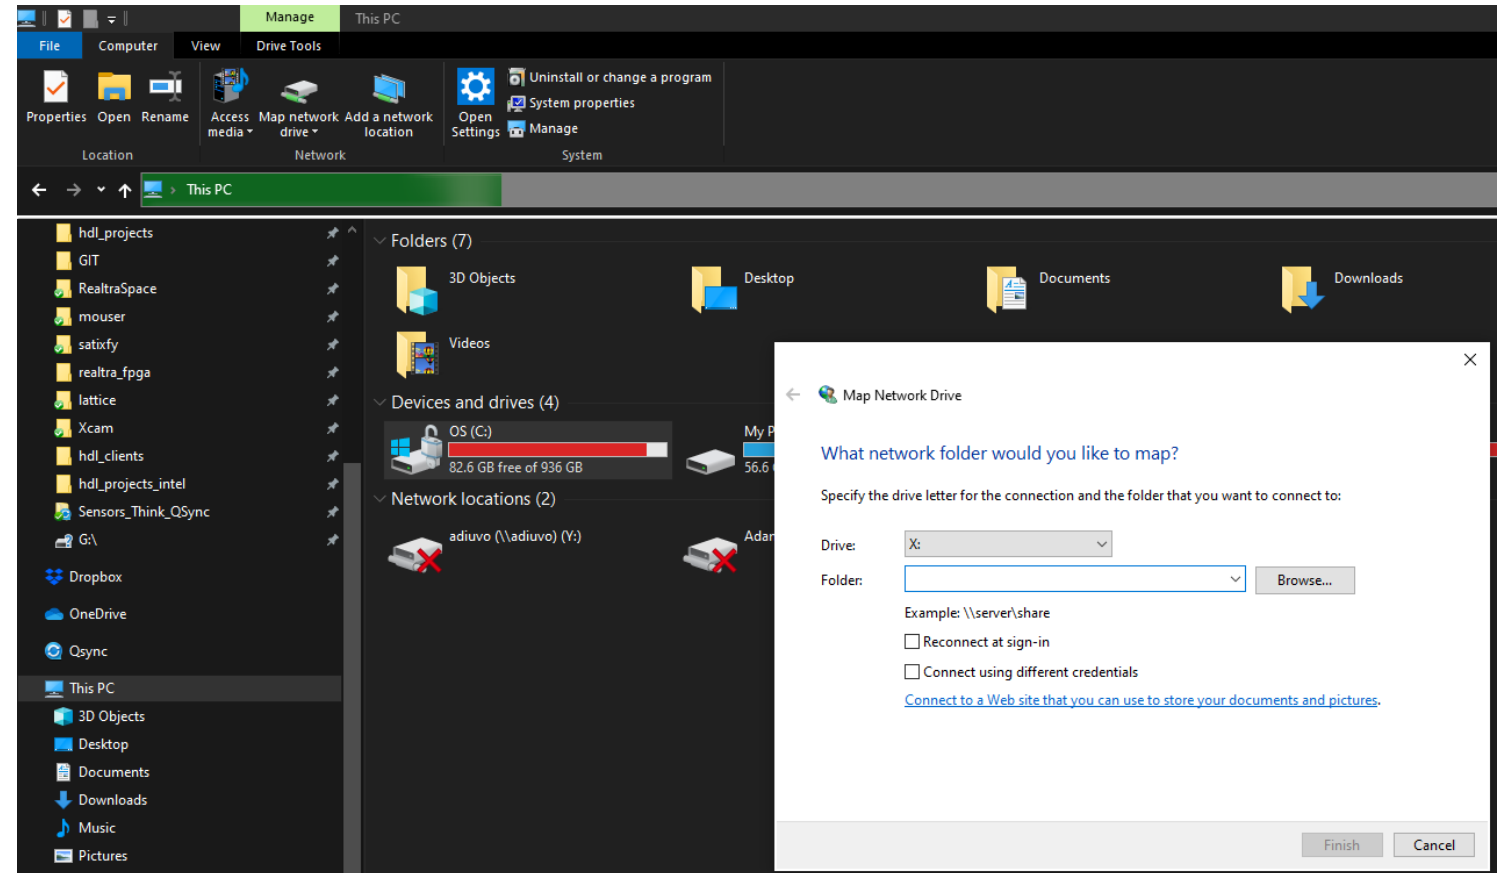 Manage
This PC
File
Computer
View
Drive Tools
Properties
Open
Rename
Access media
Map network drive
Add a network location
Open Settings
Uninstall or change a program
System properties
Manage
Location
Network
System
This PC
hdl_projects
GIT
RealtraSpace
mouser
satixfy
realtra_fpga
lattice
Xcam
hdl_clients
hdl_projects_intel
Sensors_Think_QSync
G:\
Dropbox
OneDrive
Qsync
This PC
3D Objects
Desktop
Documents
Downloads
Music
Pictures
Folders (7)
3D Objects
Desktop
Documents
Downloads
Videos
Devices and drives (4)
OS (C:)
82.6 GB free of 936 GB
My P
56.6
Network locations (2)
adiuvo (\\adiuvo) (Y:)
Adar
Map Network Drive
What network folder would you like to map?
Specify the drive letter for the connection and the folder that you want to connect to:
Drive:
X:
Folder:
Browse...
Example: \\server\share
Reconnect at sign-in
Connect using different credentials
Connect to a Web site that you can use to store your documents and pictures.
Finish
Cancel